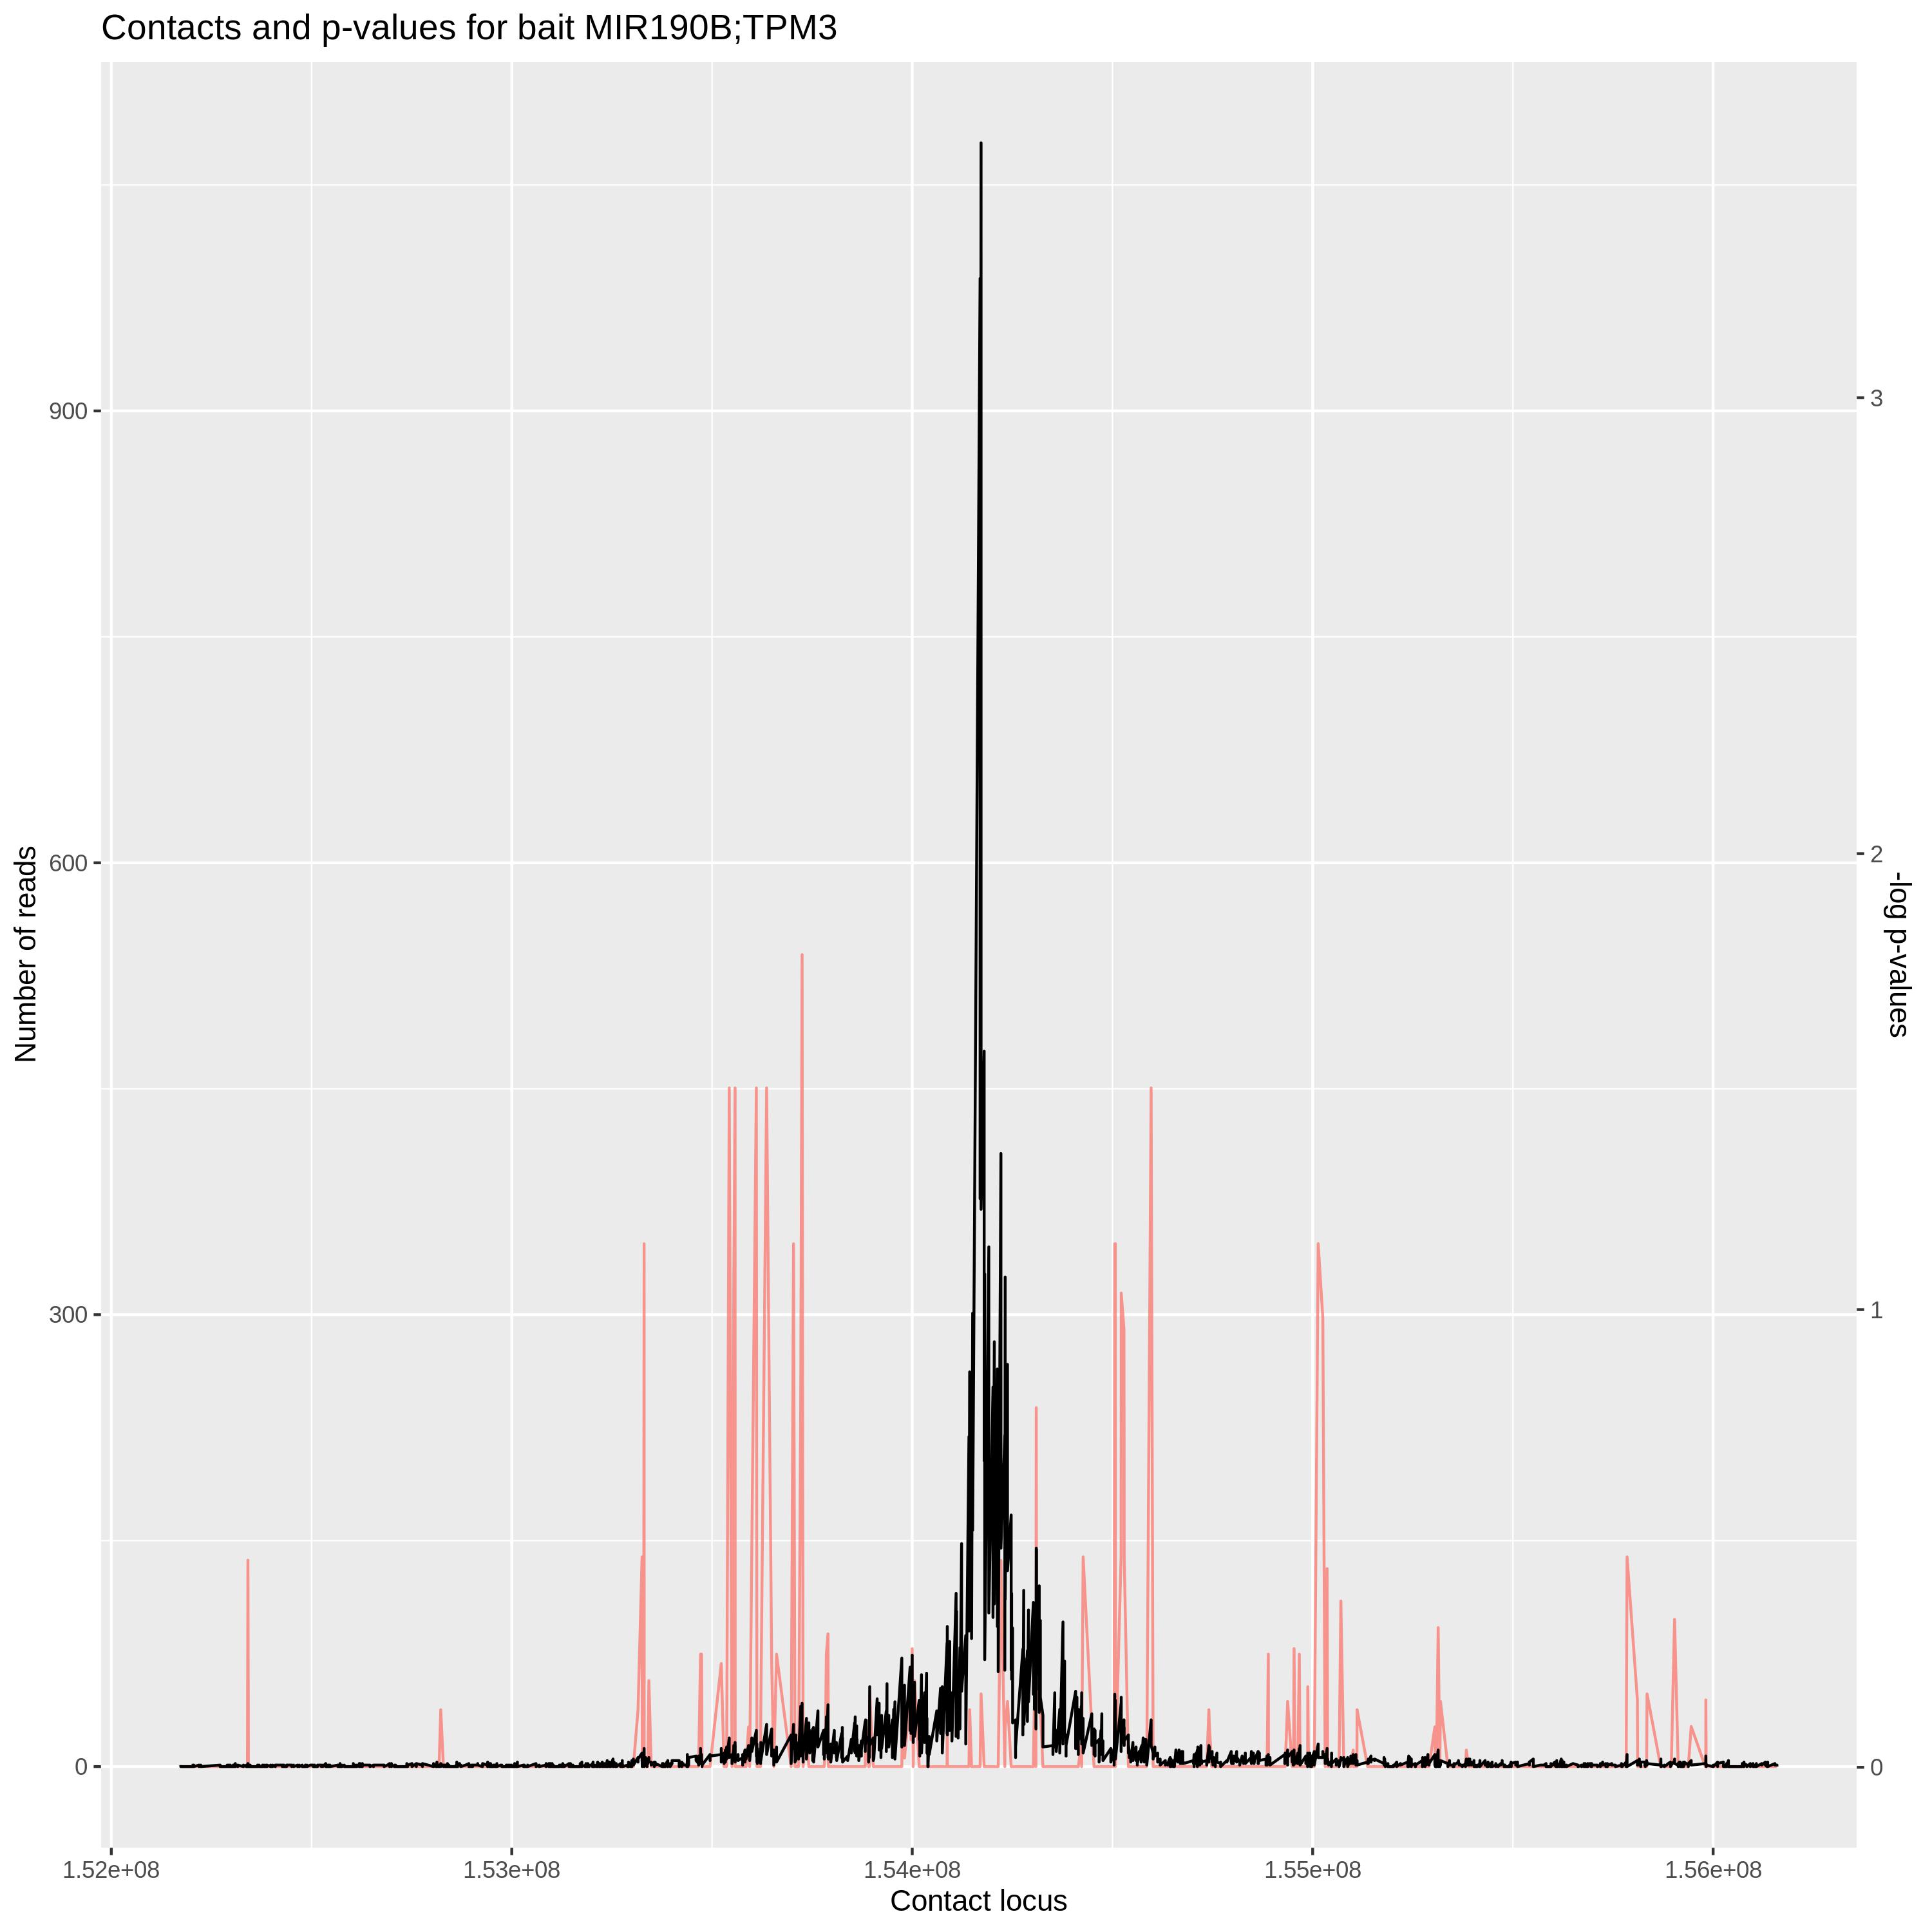 Contacts and p-values for bait MIR190B;TPM3
900
600
300
0
Number of reads
3
2
1
0
-log p-values
1.52e+08
1.53e+08
1.54e+08
1.55e+08
1.56e+08
Contact locus